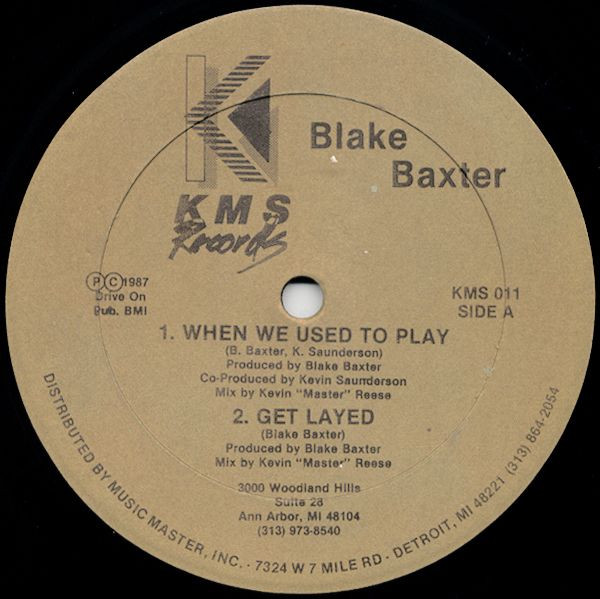 K
KMS
Records
Blake
Baxter
Ⓟ Ⓒ 1987
Drive On
Pub. BMI
KMS 011
SIDE A
1. WHEN WE USED TO PLAY
(B. Baxter, K. Saunderson)
Produced by Blake Baxter
Co-Produced by Kevin Saunderson
Mix by Kevin "Master" Reese
2. GET LAYED
(Blake Baxter)
Produced by Blake Baxter
Mix by Kevin "Master" Reese
3000 Woodland Hills
Suite 28
Ann Arbor, MI 48104
(313) 973-8540
DISTRIBUTED BY MUSIC MASTER, INC. · 7324 W 7 MILE RD - DETROIT, MI 48221 (313) 864-2054